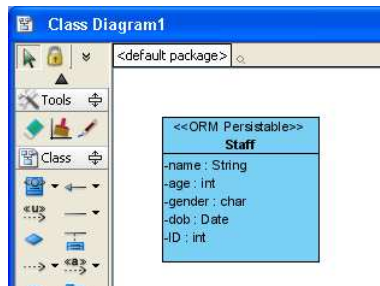 Class Diagram1
<default package>
Tools
Class
<<u>>
<<a>>
<<ORM Persistable>>
Staff
-name : String
-age : int
-gender : char
-dob : Date
-ID : int